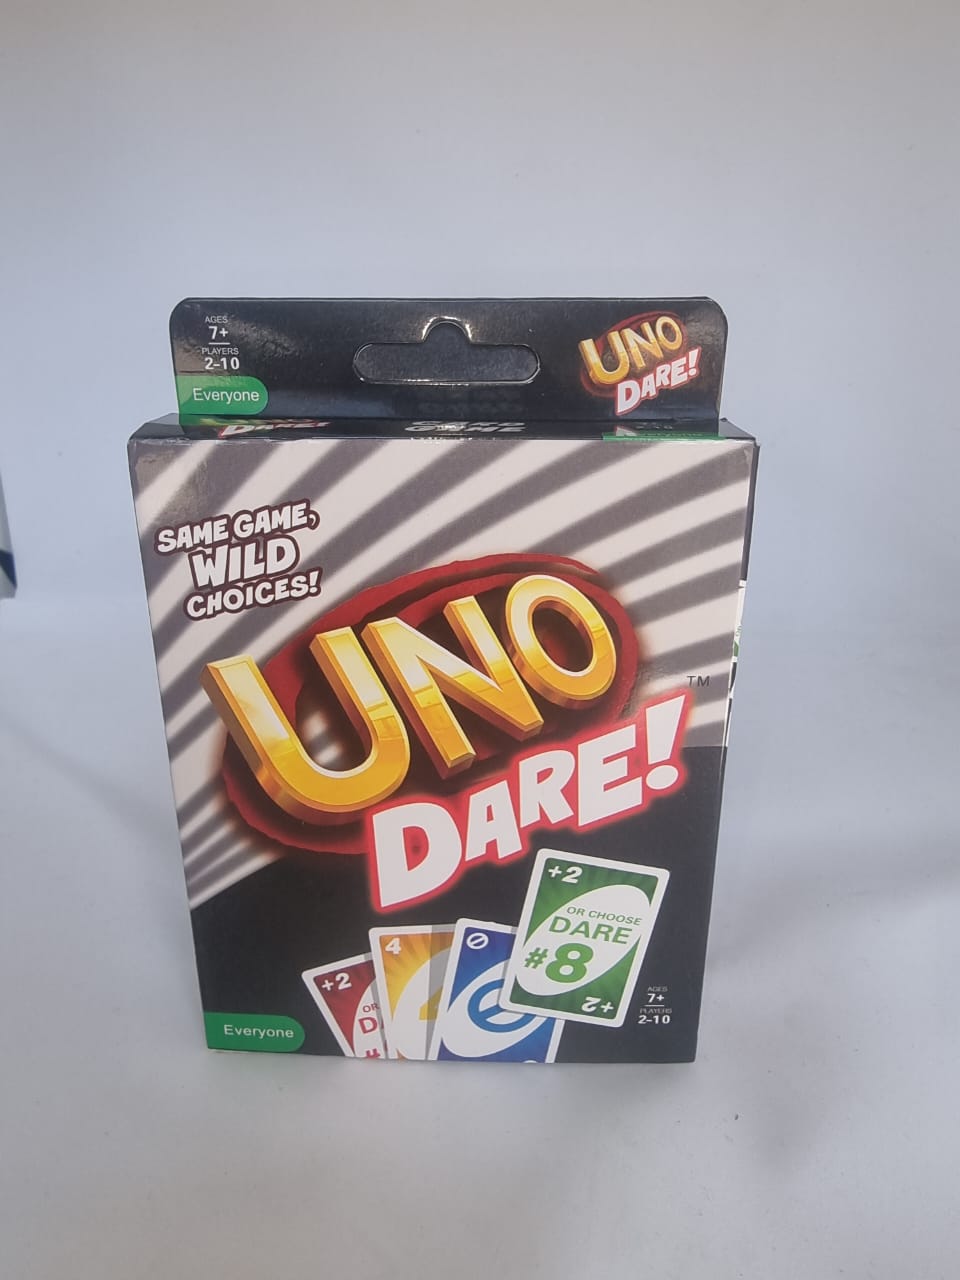 AGES
7+
PLAYERS
2-10
Everyone
UNO
DARE!
SAME GAME,
WILD
CHOICES!
UNO
TM
DARE!
+2
OR CHOOSE
DARE
#8
+2
4
+2
OR
D
#
AGES
7+
PLAYERS
2-10
Everyone